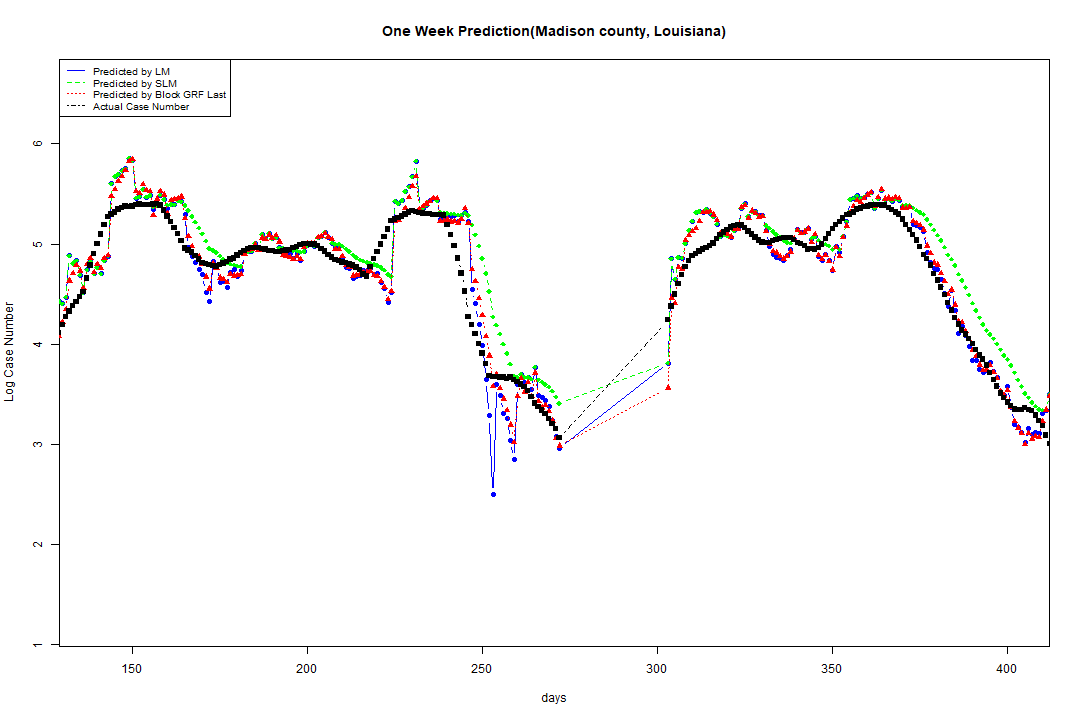 One Week Prediction(Madison county, Louisiana)
Predicted by LM
Predicted by SLM
Predicted by Block GRF Last
Actual Case Number
Log Case Number
6
5
4
3
2
1
150 200 250 300 350 400
days